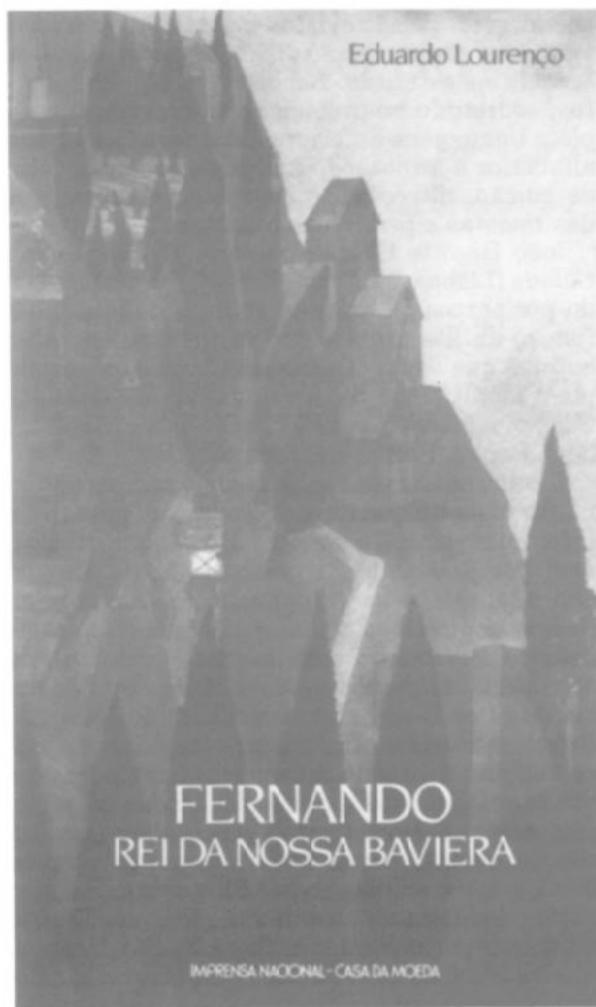 Eduardo Lourenço
FERNANDO
REI DA NOSSA BAVIERA
IMPRENSA NACIONAL - CASA DA MOEDA